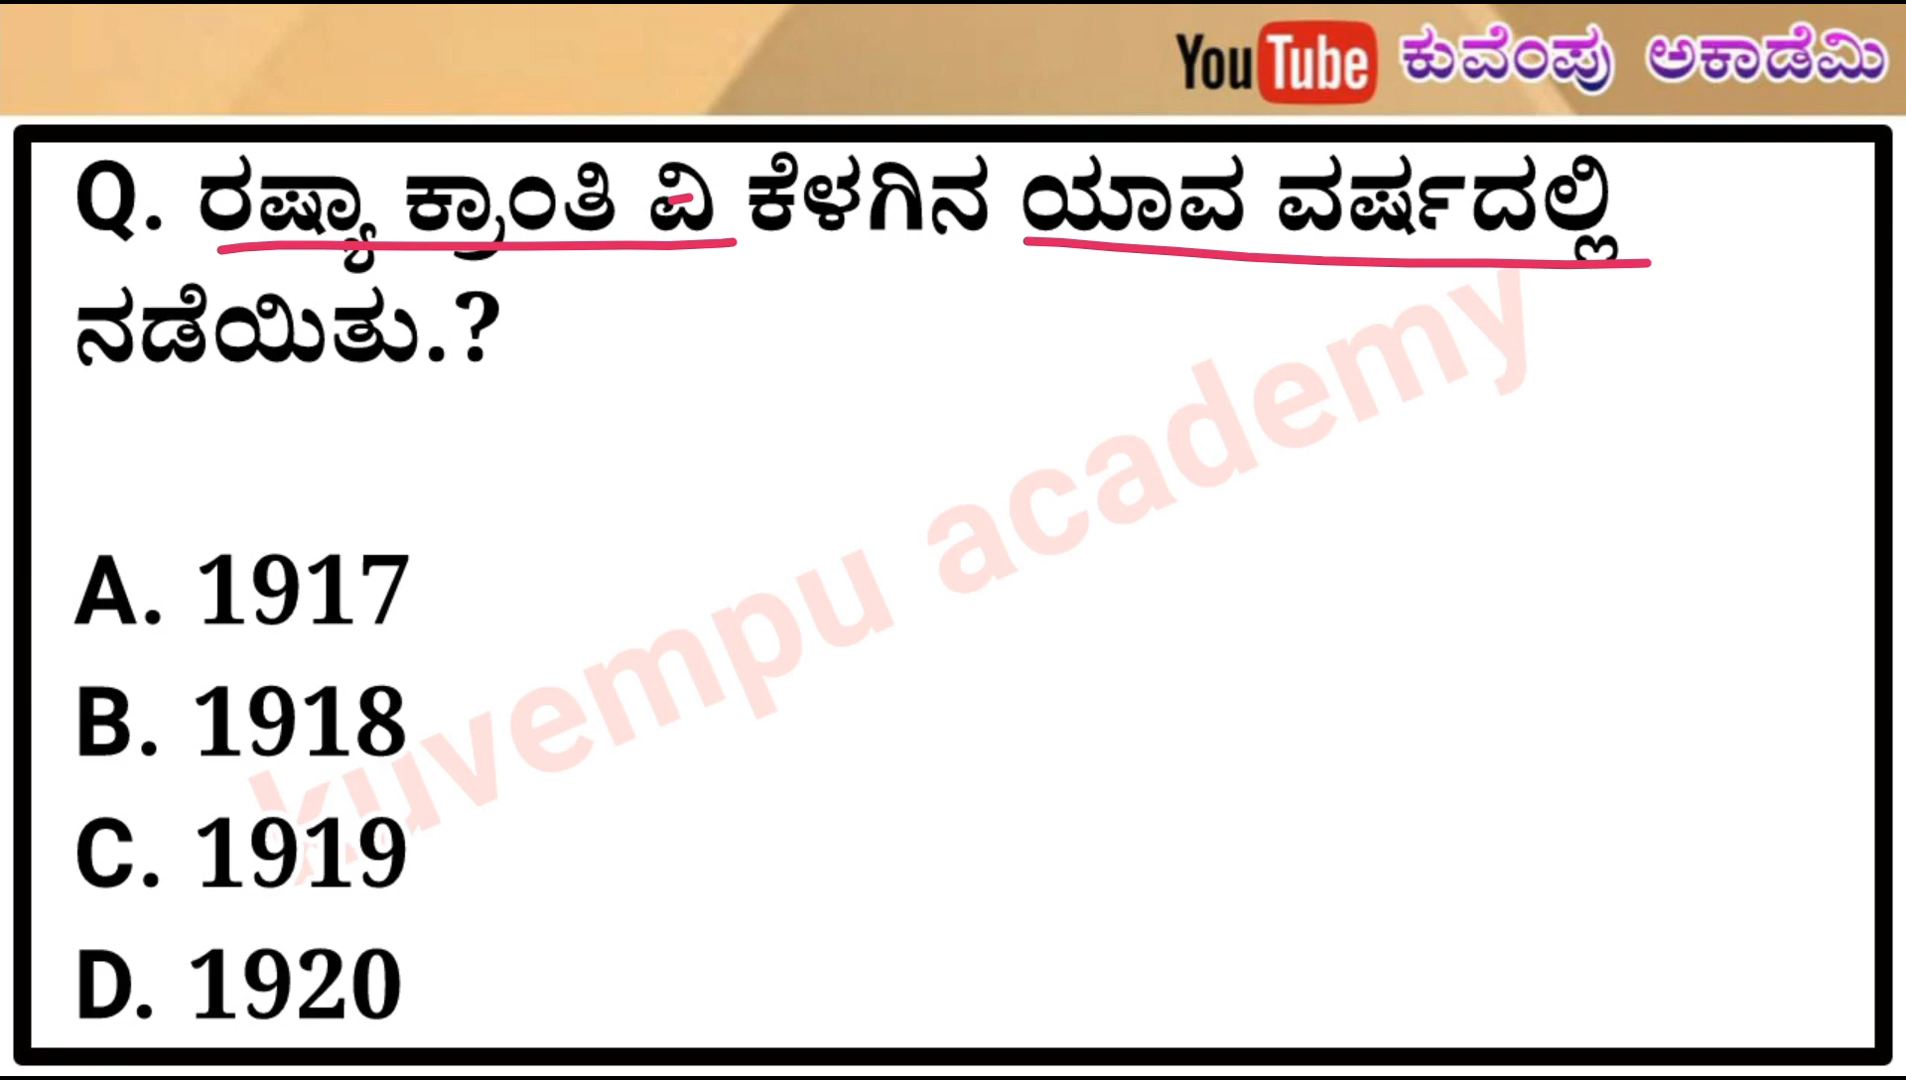 YouTube ಕುವೆಂಪು ಅಕಾಡೆಮಿ
Q. ರಷ್ಯಾ ಕ್ರಾಂತಿ ವಿ ಕೆಳಗಿನ ಯಾವ ವರ್ಷದಲ್ಲಿ
ನಡೆಯಿತು.?
A. 1917
B. 1918
C. 1919
D. 1920
kuvempu academy